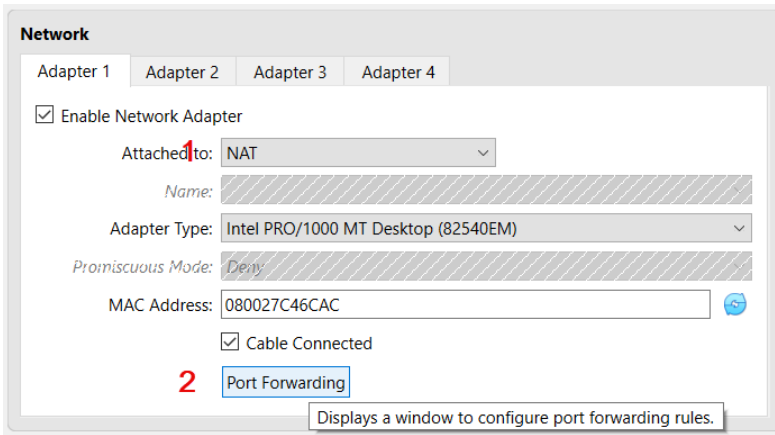 Network
Adapter 1 Adapter 2 Adapter 3 Adapter 4
Enable Network Adapter
1
Attached to: NAT
Name:
Adapter Type: Intel PRO/1000 MT Desktop (82540EM)
Promiscuous Mode: Deny
MAC Address: 080027C46CAC
Cable Connected
2 Port Forwarding
Displays a window to configure port forwarding rules.